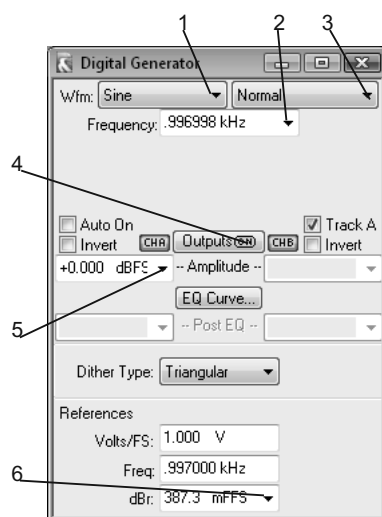 1 2 3
Digital Generator
Wfm: Sine Normal
Frequency: .996998 kHz
4
Auto On Track A
Invert CHA Outputs ON CHB Invert
+0.000 dBFS -- Amplitude --
EQ Curve...
5 -- Post EQ --
Dither Type: Triangular
References
Volts/FS: 1.000 V
Freq: .997000 kHz
6 dBr: 387.3 mFFS